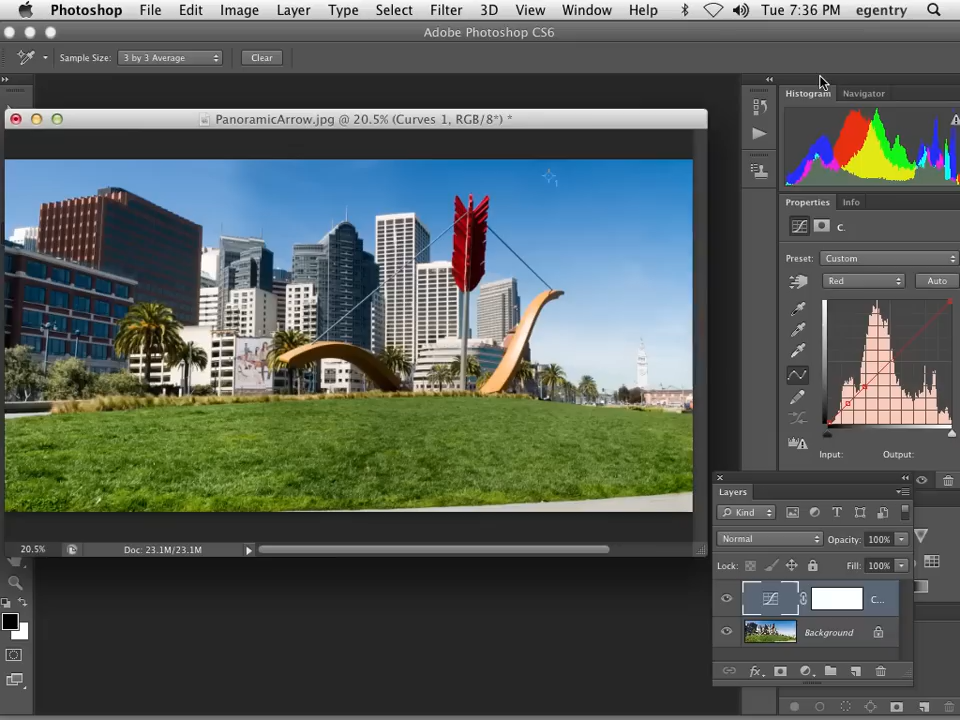 Photoshop File Edit Image Layer Type Select Filter 3D View Window Help Tue 7:36 PM egentry
Adobe Photoshop CS6
Sample Size: 3 by 3 Average Clear
Histogram Navigator
PanoramicArrow.jpg @ 20.5% (Curves 1, RGB/8*) *
Properties Info
C.
Preset: Custom
Red Auto
Input: Output:
Layers
Kind
Normal Opacity: 100%
Lock: Fill: 100%
C...
Background
20.5% Doc: 23.1M/23.1M